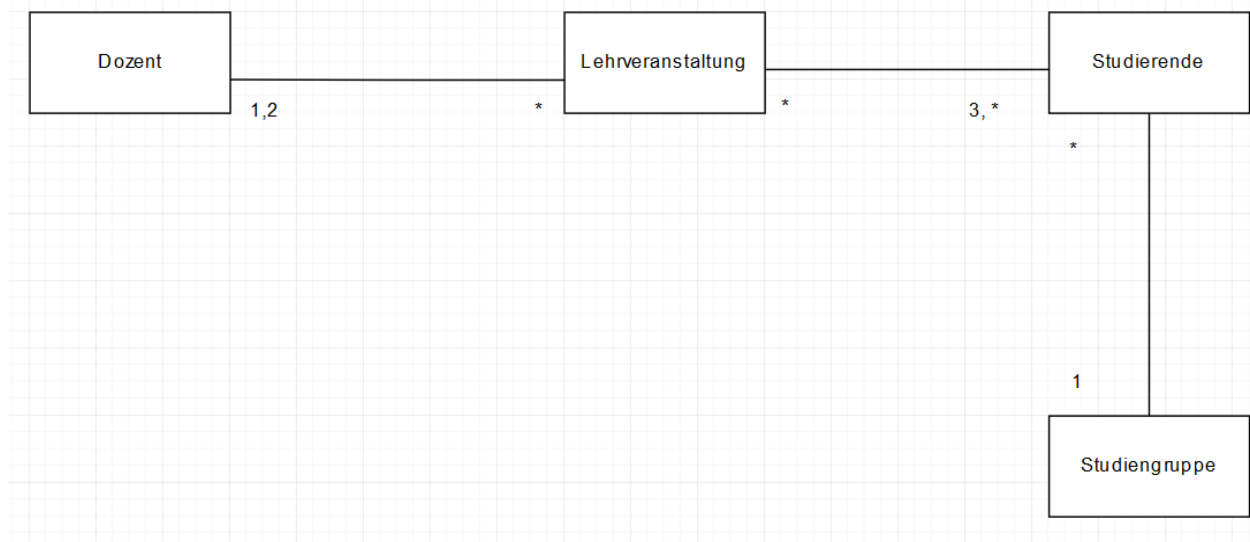 Dozent
Lehrveranstaltung
Studierende
1,2
*
*
3, *
*
1
Studiengruppe